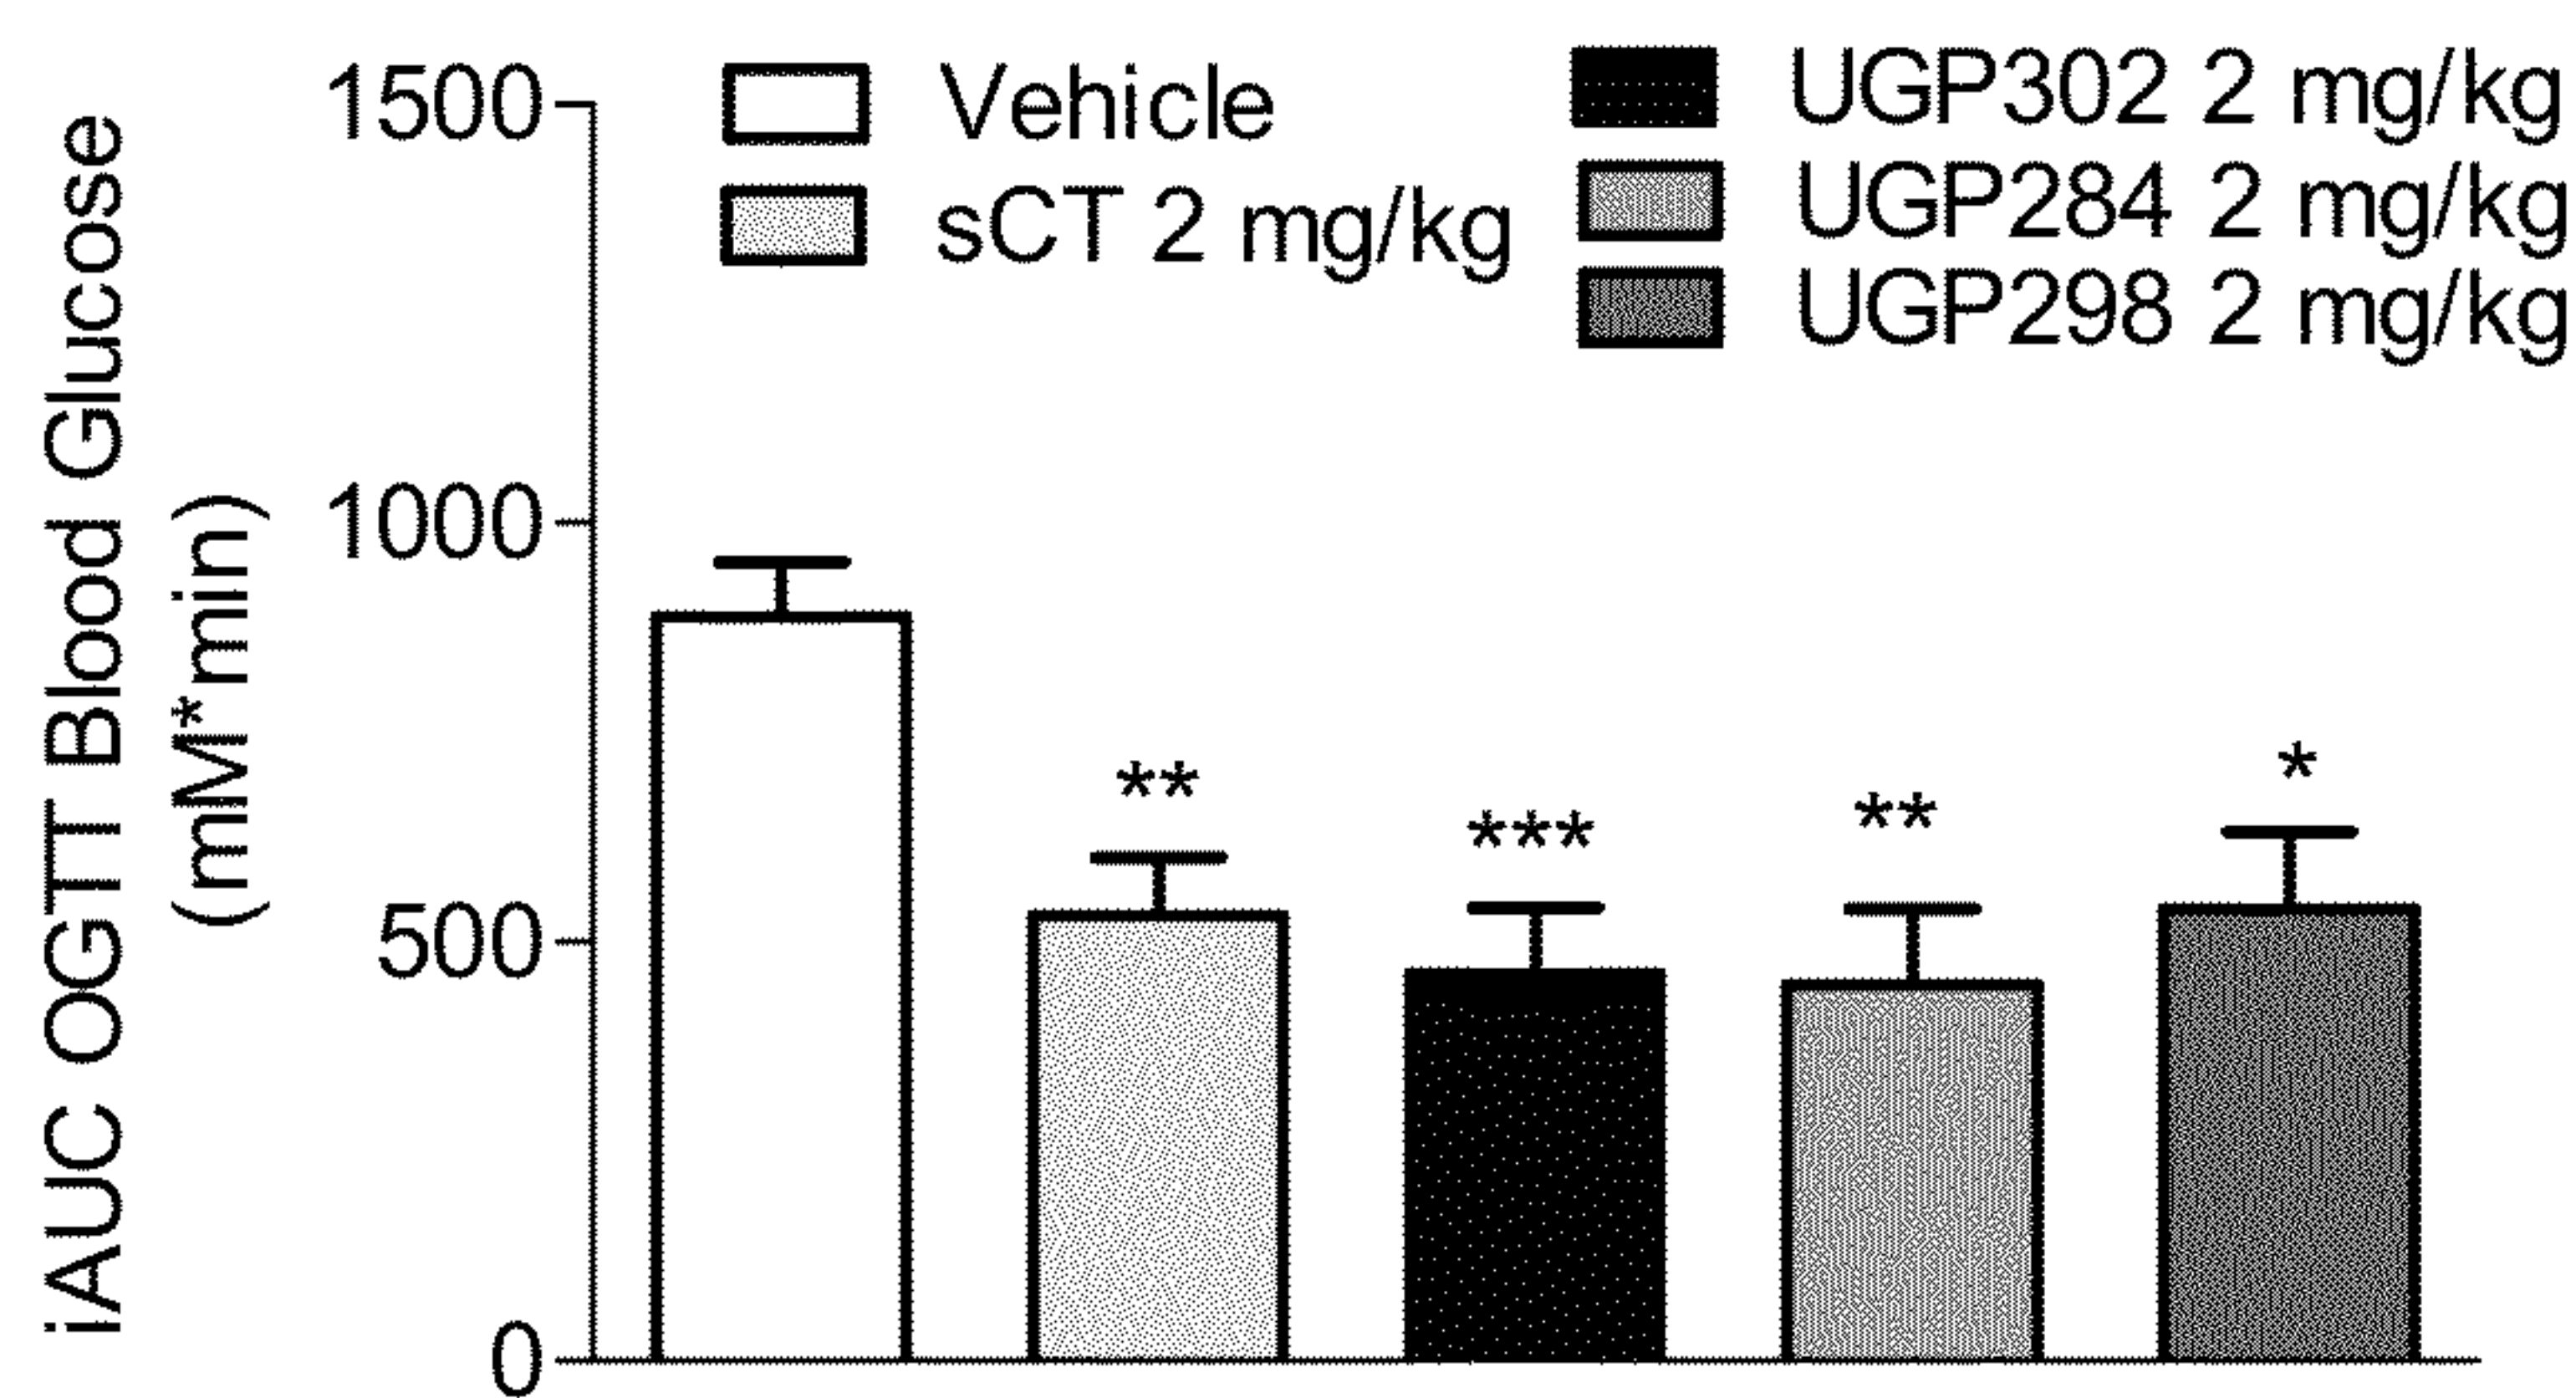 iAUC OGTT Blood Glucose
(mM*min)
1500
1000
500
0
Vehicle
sCT 2 mg/kg
UGP302 2 mg/kg
UGP284 2 mg/kg
UGP298 2 mg/kg
**
***
**
*